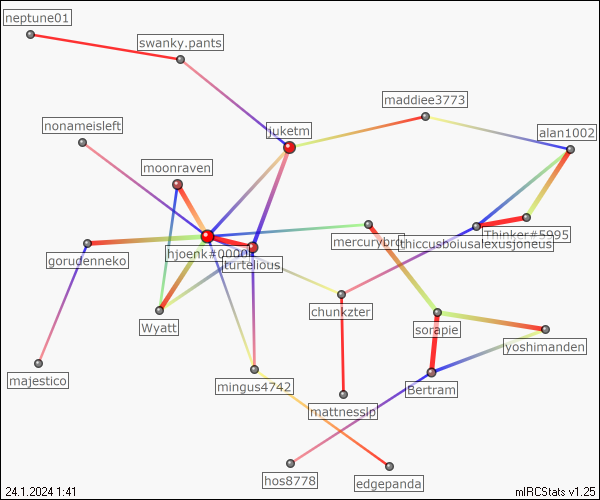 neptune01
swanky.pants
maddiee3773
nonameisleft
juketm
alan1002
moonraven
mercurybro
Thinker#5995
thiccusboiusalexusjoneus
hjoenk#0000
turtelious
gorudenneko
chunkzter
Wyatt
sorapie
yoshimanden
majestico
mingus4742
Bertram
mattnesslp
hos8778
edgepanda
24.1.2024 1:41
mIRCStats v1.25